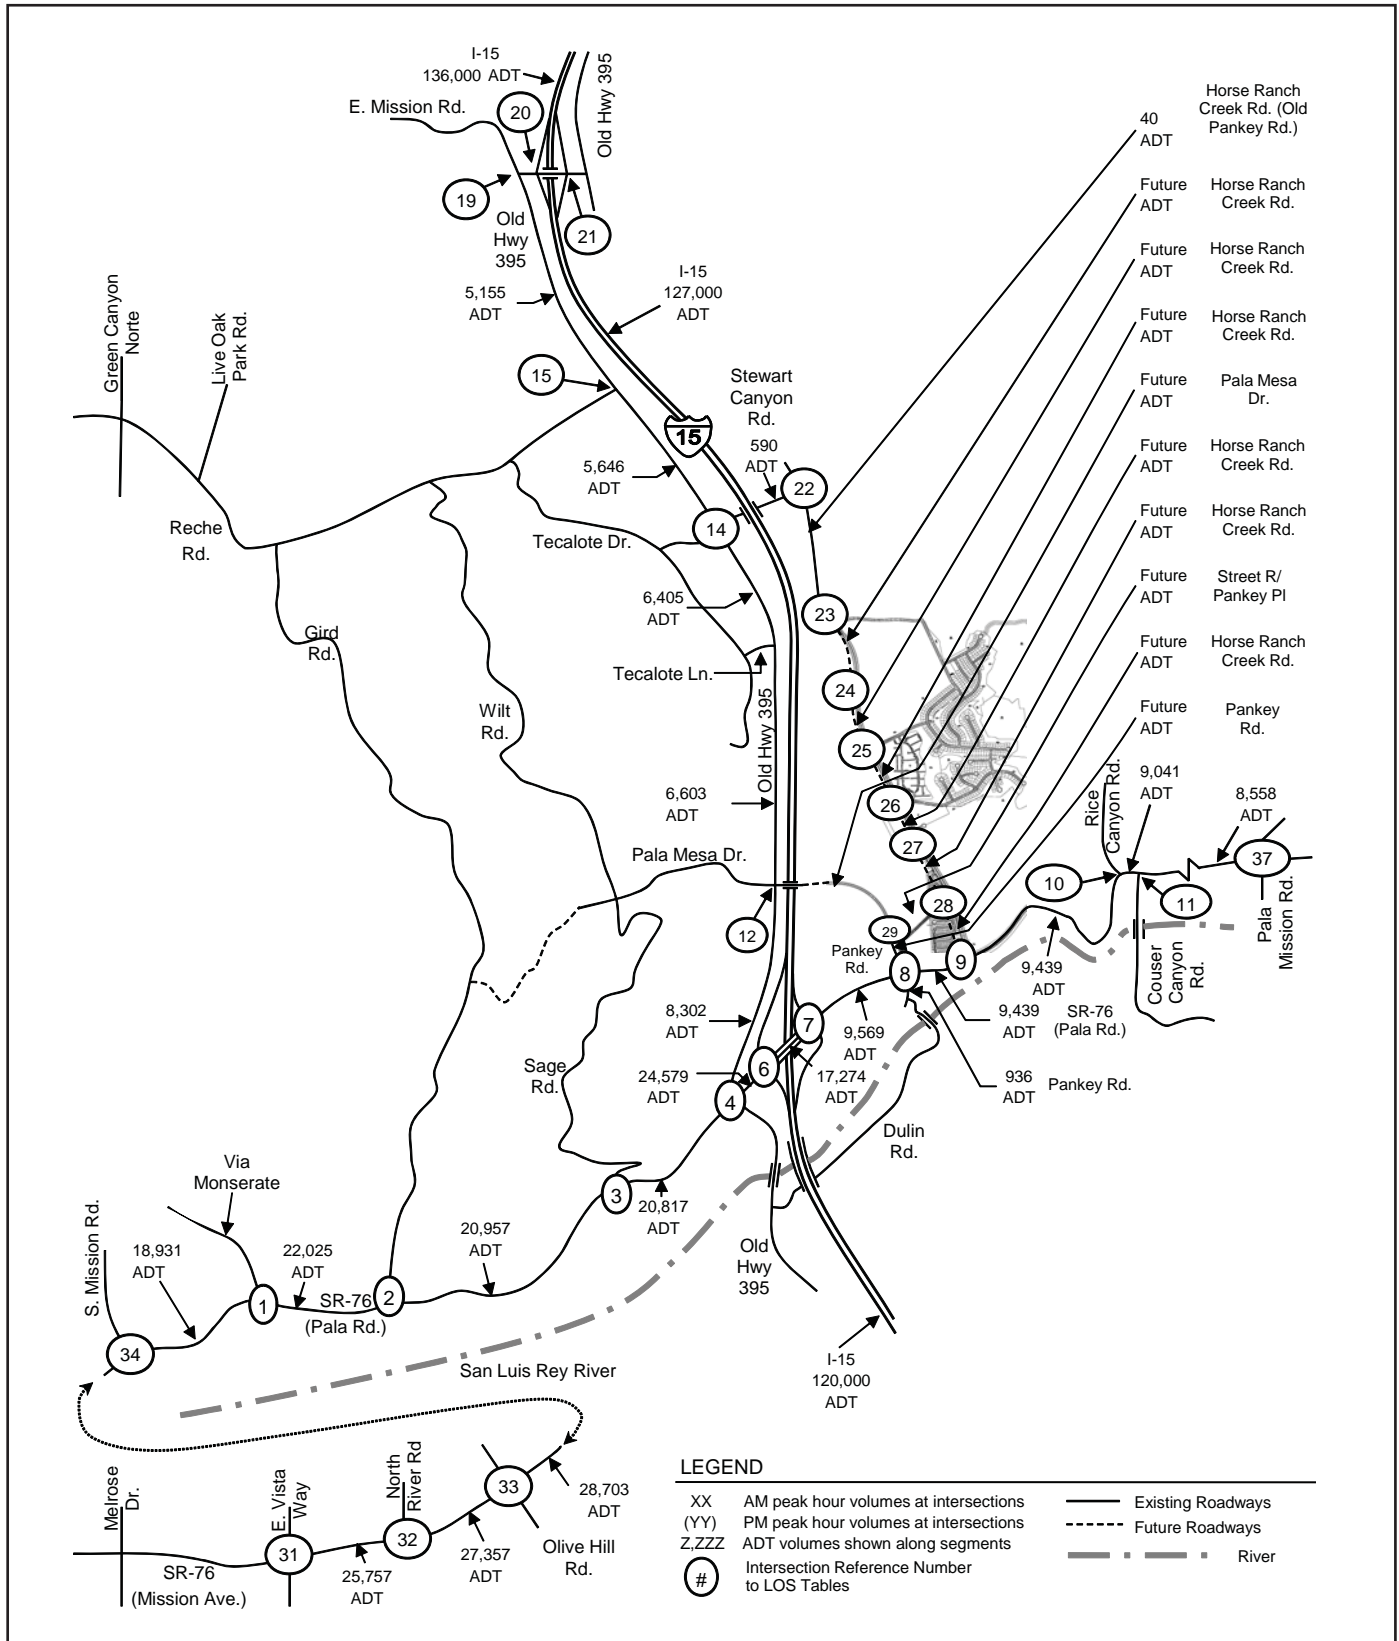 I-15
136,000 ADT
Old Hwy 395
E. Mission Rd.
20
19
21
Old
Hwy
395
5,155
ADT
I-15
127,000
ADT
40
ADT
Horse Ranch
Creek Rd. (Old
Pankey Rd.)
Future
ADT
Horse Ranch
Creek Rd.
Future
ADT
Horse Ranch
Creek Rd.
Future
ADT
Horse Ranch
Creek Rd.
Future
ADT
Pala Mesa
Dr.
Future
ADT
Horse Ranch
Creek Rd.
Future
ADT
Horse Ranch
Creek Rd.
Future
ADT
Street R/
Pankey Pl
Future
ADT
Horse Ranch
Creek Rd.
Future
ADT
Pankey
Rd.
Green Canyon
Norte
Live Oak
Park Rd.
15
15
Stewart
Canyon
Rd.
590
ADT
22
5,646
ADT
14
Reche
Rd.
Tecalote Dr.
6,405
ADT
23
Gird
Rd.
Tecalote Ln.
24
Wilt
Rd.
Old Hwy 395
25
6,603
ADT
26
27
Rice
Canyon Rd.
9,041
ADT
8,558
ADT
37
Pala Mesa Dr.
10
11
28
12
29
Pankey
Rd.
8
9
9,439
ADT
Couser
Canyon
Rd.
Pala
Mission Rd.
8,302
ADT
7
9,569
ADT
9,439
ADT
SR-76
(Pala Rd.)
Sage
Rd.
24,579
ADT
6
17,274
ADT
936
ADT
Pankey Rd.
4
Dulin
Rd.
Via
Monserate
3
20,817
ADT
S. Mission Rd.
18,931
ADT
22,025
ADT
20,957
ADT
Old
Hwy
395
1
SR-76
(Pala Rd.)
2
34
San Luis Rey River
I-15
120,000
ADT
Melrose
Dr.
E. Vista
Way
North
River Rd
33
28,703
ADT
31
32
SR-76
(Mission Ave.)
25,757
ADT
27,357
ADT
Olive Hill
Rd.
LEGEND
XX AM peak hour volumes at intersections
(YY) PM peak hour volumes at intersections
Z,ZZZ ADT volumes shown along segments
# Intersection Reference Number
to LOS Tables
Existing Roadways
Future Roadways
River